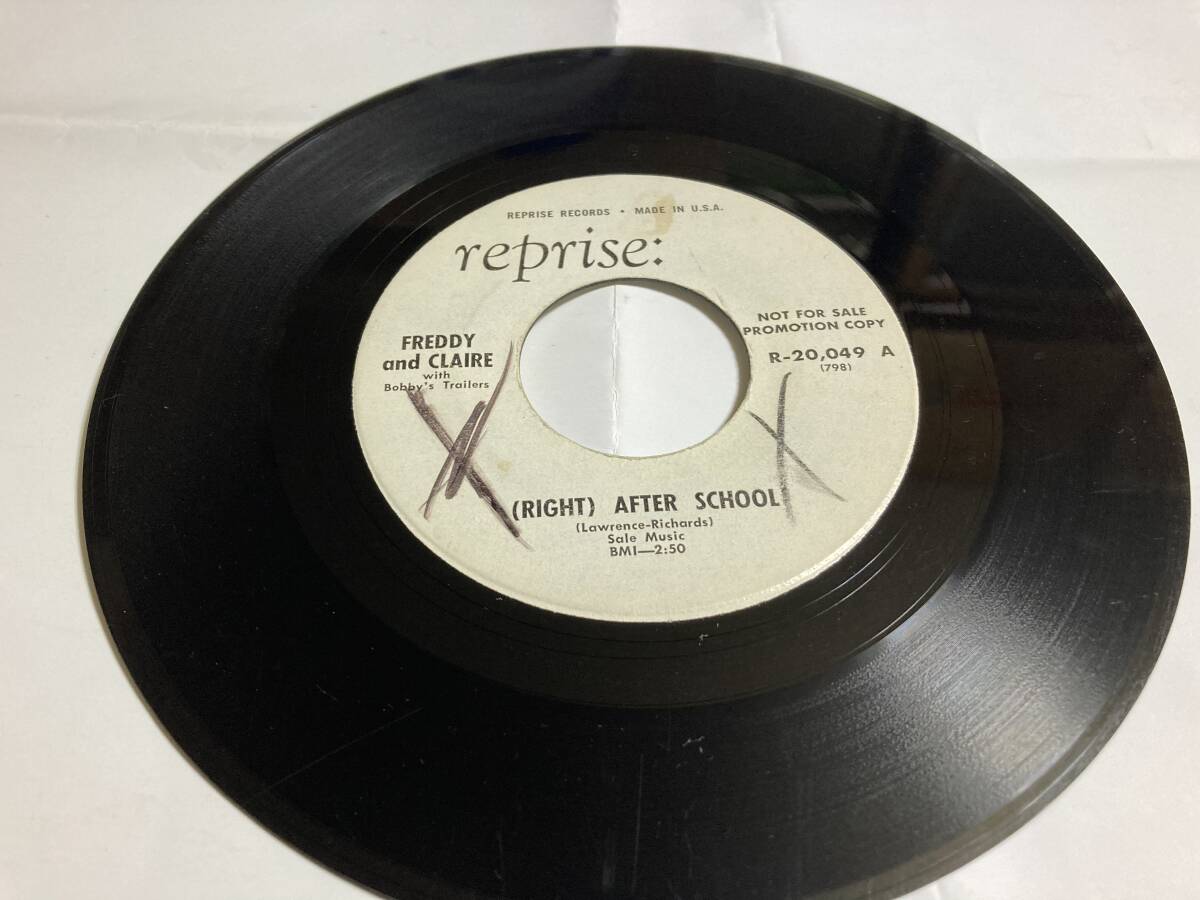 REPRISE RECORDS • MADE IN U.S.A.
reprise:
FREDDY
and CLAIRE
with
Bobby's Trailers
NOT FOR SALE
PROMOTION COPY
R-20,049 A
(798)
(RIGHT) AFTER SCHOOL
(Lawrence-Richards)
Sale Music
BMI—2:50